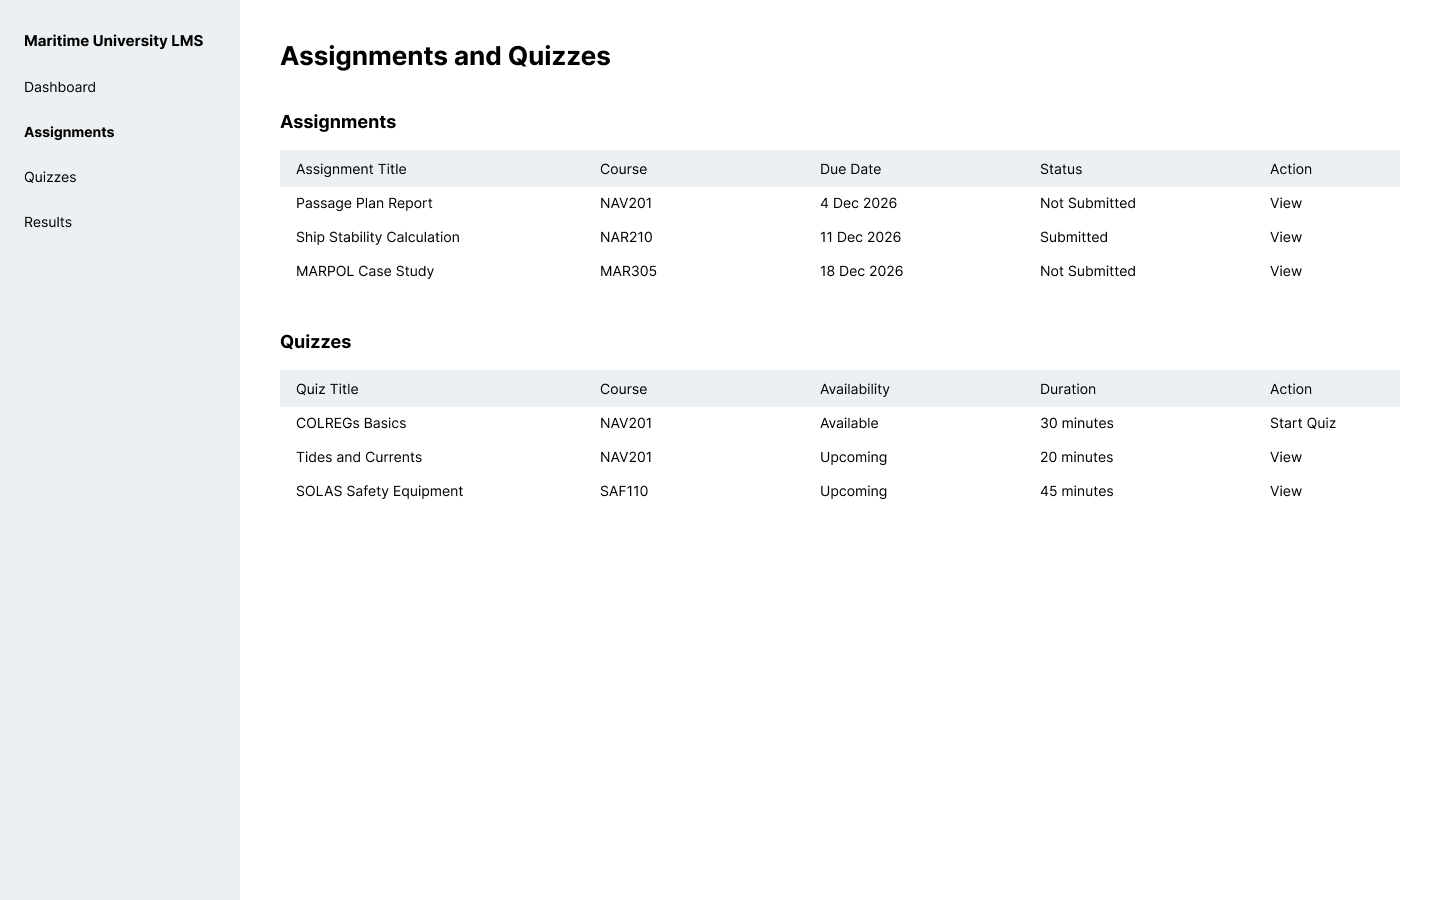 Maritime University LMS
Dashboard
Assignments
Quizzes
Results
Assignments and Quizzes
Assignments
Assignment Title Course Due Date Status Action
Passage Plan Report NAV201 4 Dec 2026 Not Submitted View
Ship Stability Calculation NAR210 11 Dec 2026 Submitted View
MARPOL Case Study MAR305 18 Dec 2026 Not Submitted View
Quizzes
Quiz Title Course Availability Duration Action
COLREGs Basics NAV201 Available 30 minutes Start Quiz
Tides and Currents NAV201 Upcoming 20 minutes View
SOLAS Safety Equipment SAF110 Upcoming 45 minutes View